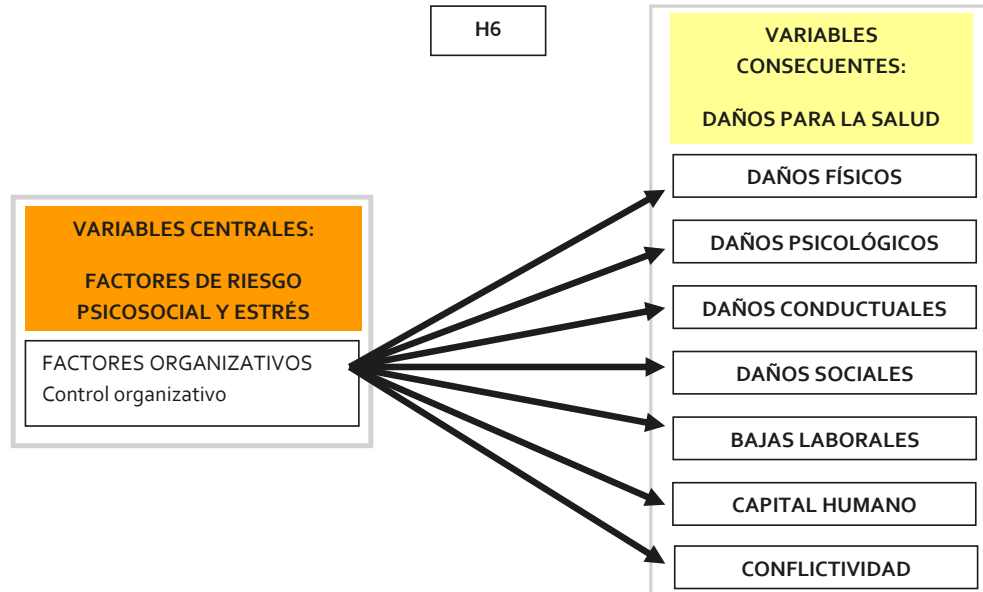 H6
VARIABLES
CONSECUENTES:
DAÑOS PARA LA SALUD
DAÑOS FÍSICOS
DAÑOS PSICOLÓGICOS
DAÑOS CONDUCTUALES
DAÑOS SOCIALES
BAJAS LABORALES
CAPITAL HUMANO
CONFLICTIVIDAD
VARIABLES CENTRALES:
FACTORES DE RIESGO
PSICOSOCIAL Y ESTRÉS
FACTORES ORGANIZATIVOS
Control organizativo